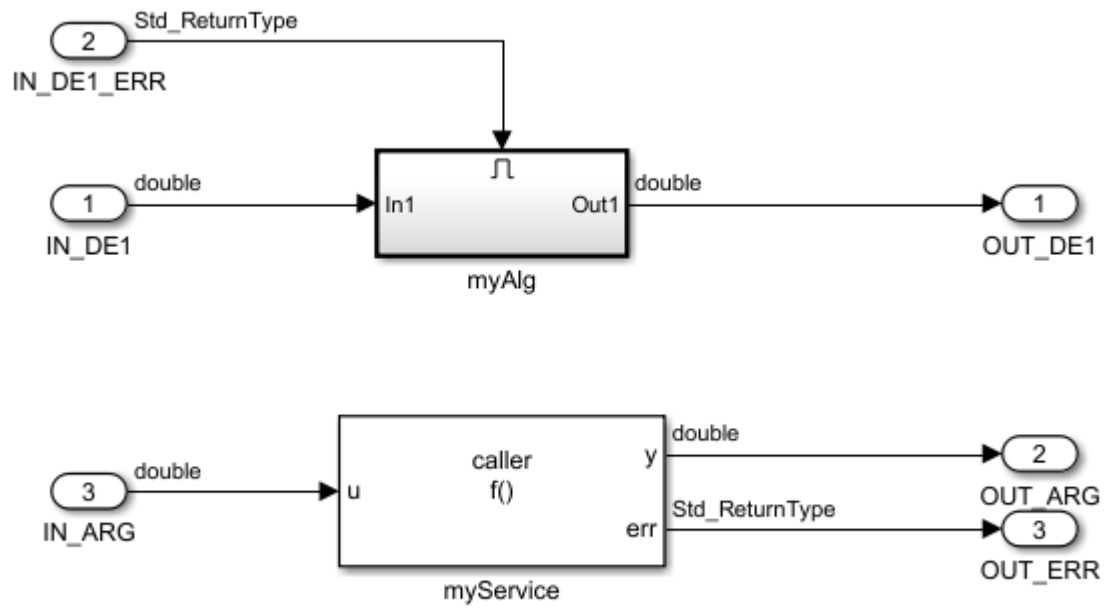 Std_ReturnType
2
IN_DE1_ERR
double
1
IN_DE1
In1
Out1
myAlg
double
1
OUT_DE1
double
3
IN_ARG
caller
f()
u
y
err
myService
double
2
OUT_ARG
Std_ReturnType
3
OUT_ERR